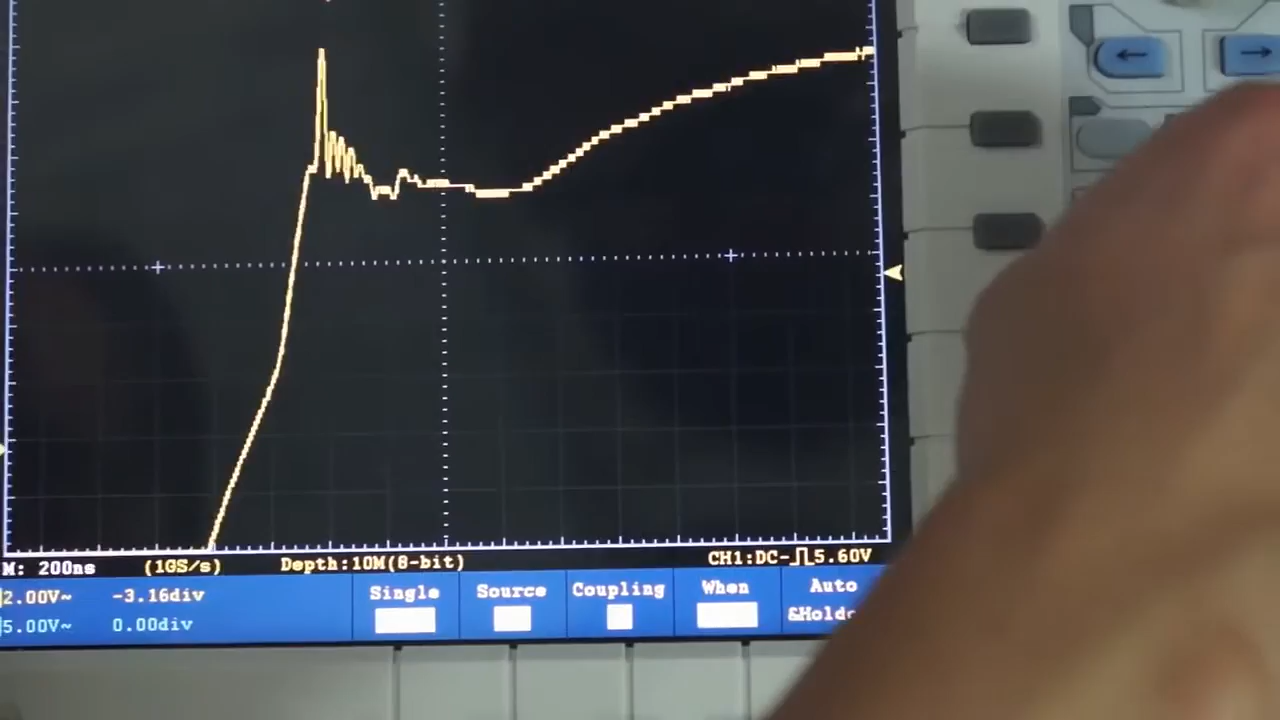 M: 200ns (1GS/s) Depth:10M(8-bit) CH1:DC-5.60V
2.00V~ -3.16div
5.00V~ 0.00div
Single Source Coupling When Auto